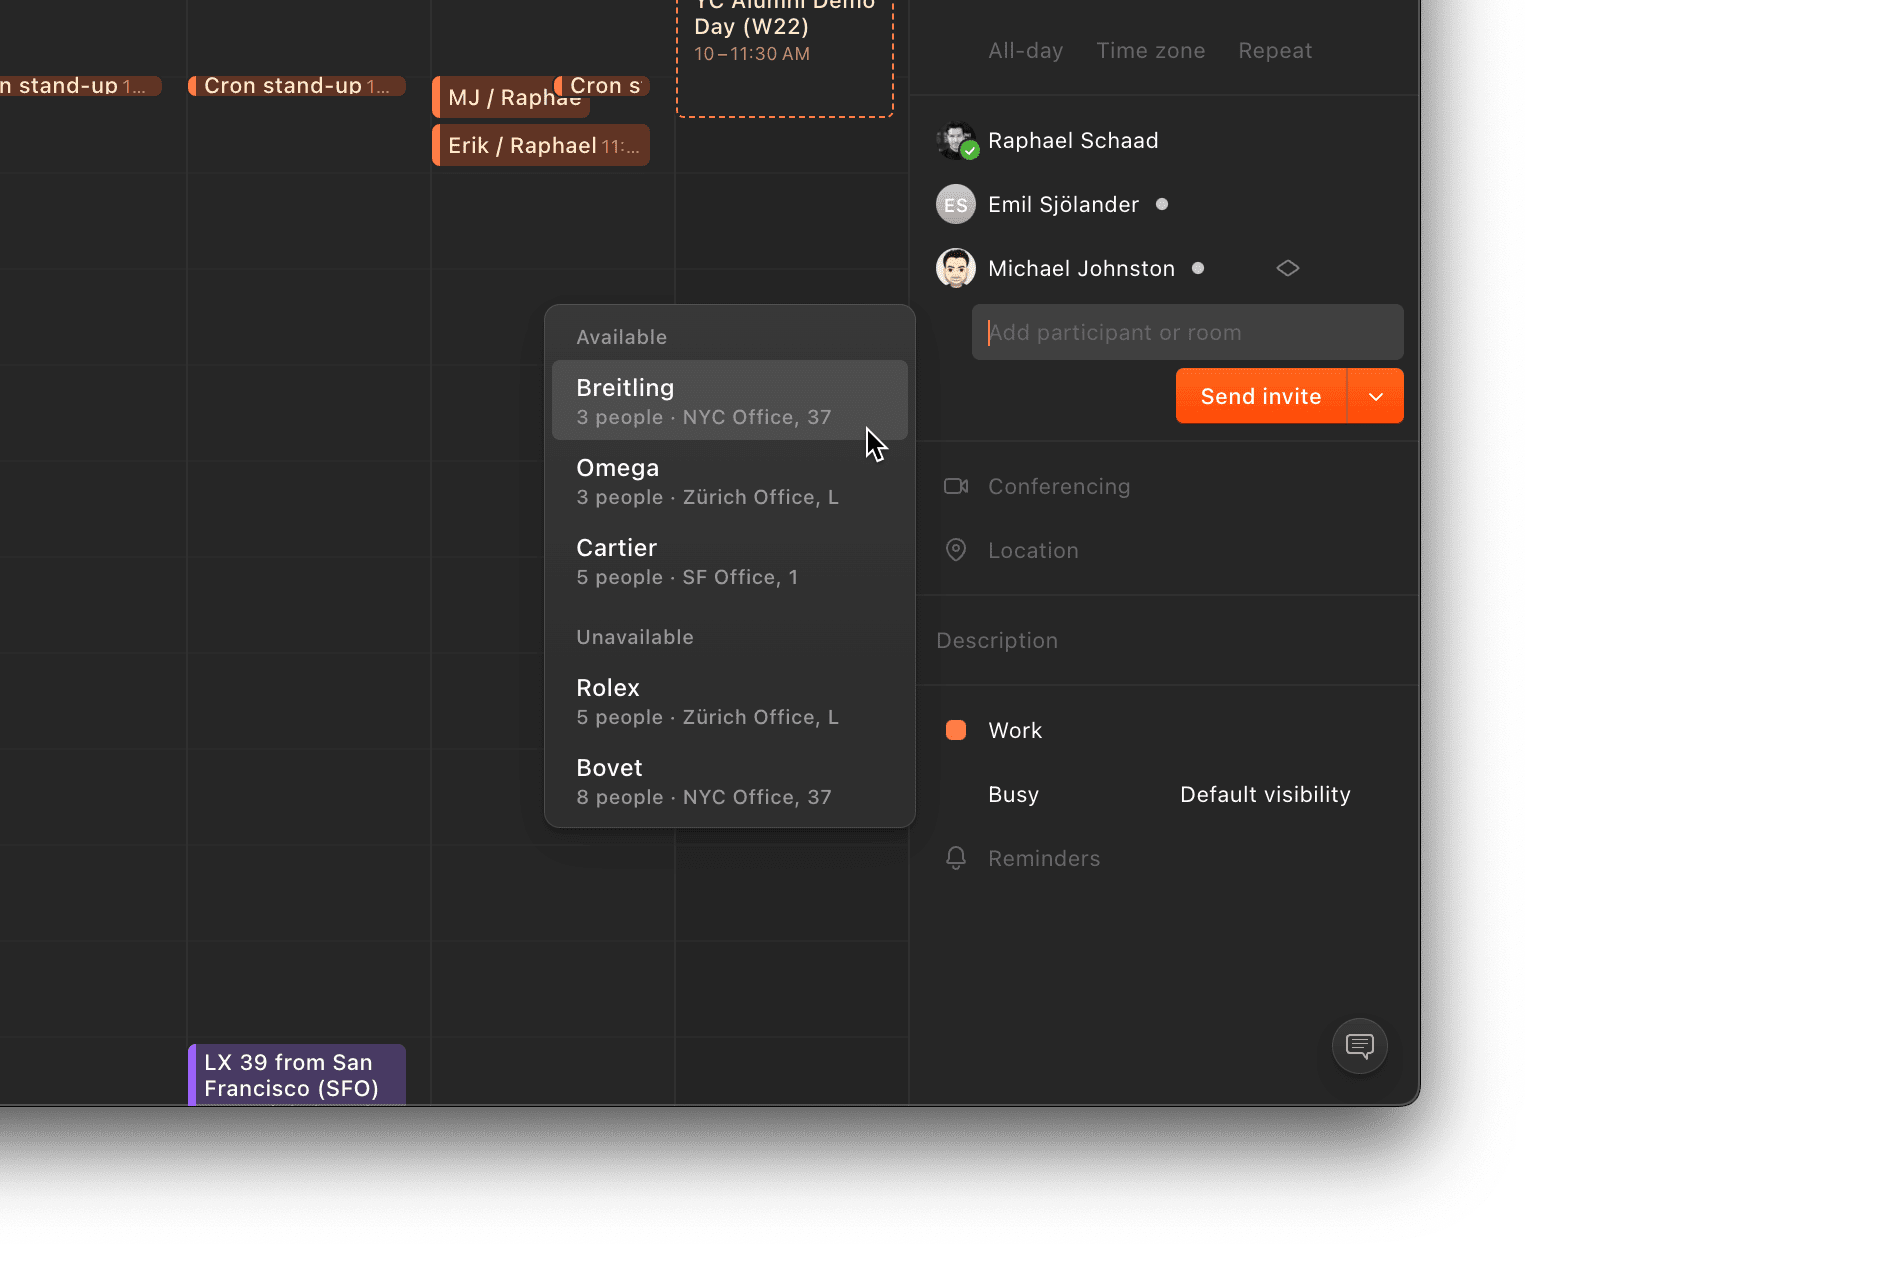 YC Alumni Demo
Day (W22)
10–11:30 AM
n stand-up 1...
Cron stand-up 1...
MJ / Raphae
Cron s
Erik / Raphael 11:...
LX 39 from San
Francisco (SFO)
All-day Time zone Repeat
Raphael Schaad
ES Emil Sjölander
Michael Johnston
Add participant or room
Send invite
Available
Breitling
3 people · NYC Office, 37
Omega
3 people · Zürich Office, L
Cartier
5 people · SF Office, 1
Unavailable
Rolex
5 people · Zürich Office, L
Bovet
8 people · NYC Office, 37
Conferencing
Location
Description
Work
Busy Default visibility
Reminders